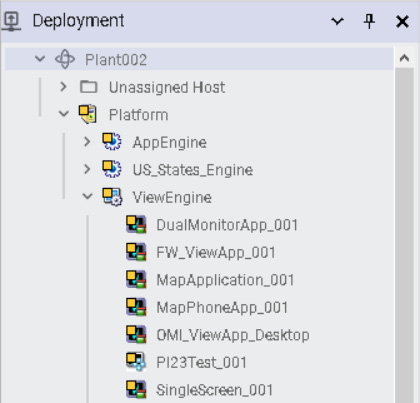 Deployment
Plant002
Unassigned Host
Platform
AppEngine
US_States_Engine
ViewEngine
DualMonitorApp_001
FW_ViewApp_001
MapApplication_001
MapPhoneApp_001
OMI_ViewApp_Desktop
PI23Test_001
SingleScreen_001